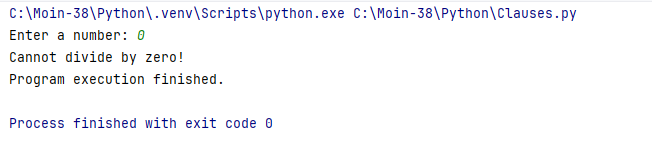 C:\Moin-38\Python\.venv\Scripts\python.exe C:\Moin-38\Python\Clauses.py
Enter a number: 0
Cannot divide by zero!
Program execution finished.
Process finished with exit code 0